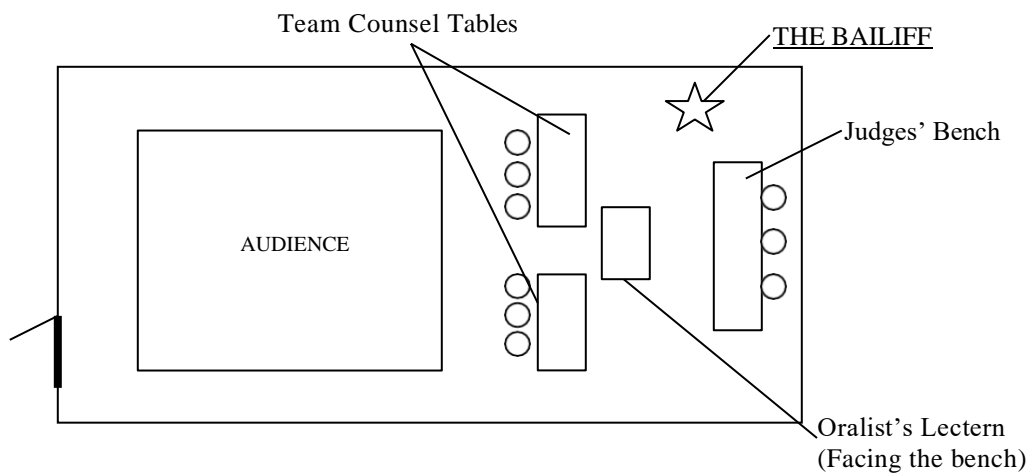 Team Counsel Tables
THE BAILIFF
Judges’ Bench
AUDIENCE
Oralist’s Lectern
(Facing the bench)